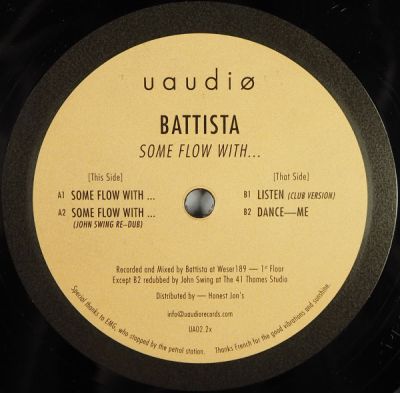 uaudiø
BATTISTA
SOME FLOW WITH...
[This Side]
A1 SOME FLOW WITH ...
A2 SOME FLOW WITH ...
(JOHN SWING RE–DUB)
[That Side]
B1 LISTEN (CLUB VERSION)
B2 DANCE—ME
Recorded and Mixed by Battista at Weser189 — 1st Floor
Except B2 redubbed by John Swing at The 41 Thames Studio
Distributed by — Honest Jon's
info@uaudiorecords.com
UA02.2x
Special thanks to EMG, who stopped by the petrol station.
Thanks French for the good vibrations and sunshine.